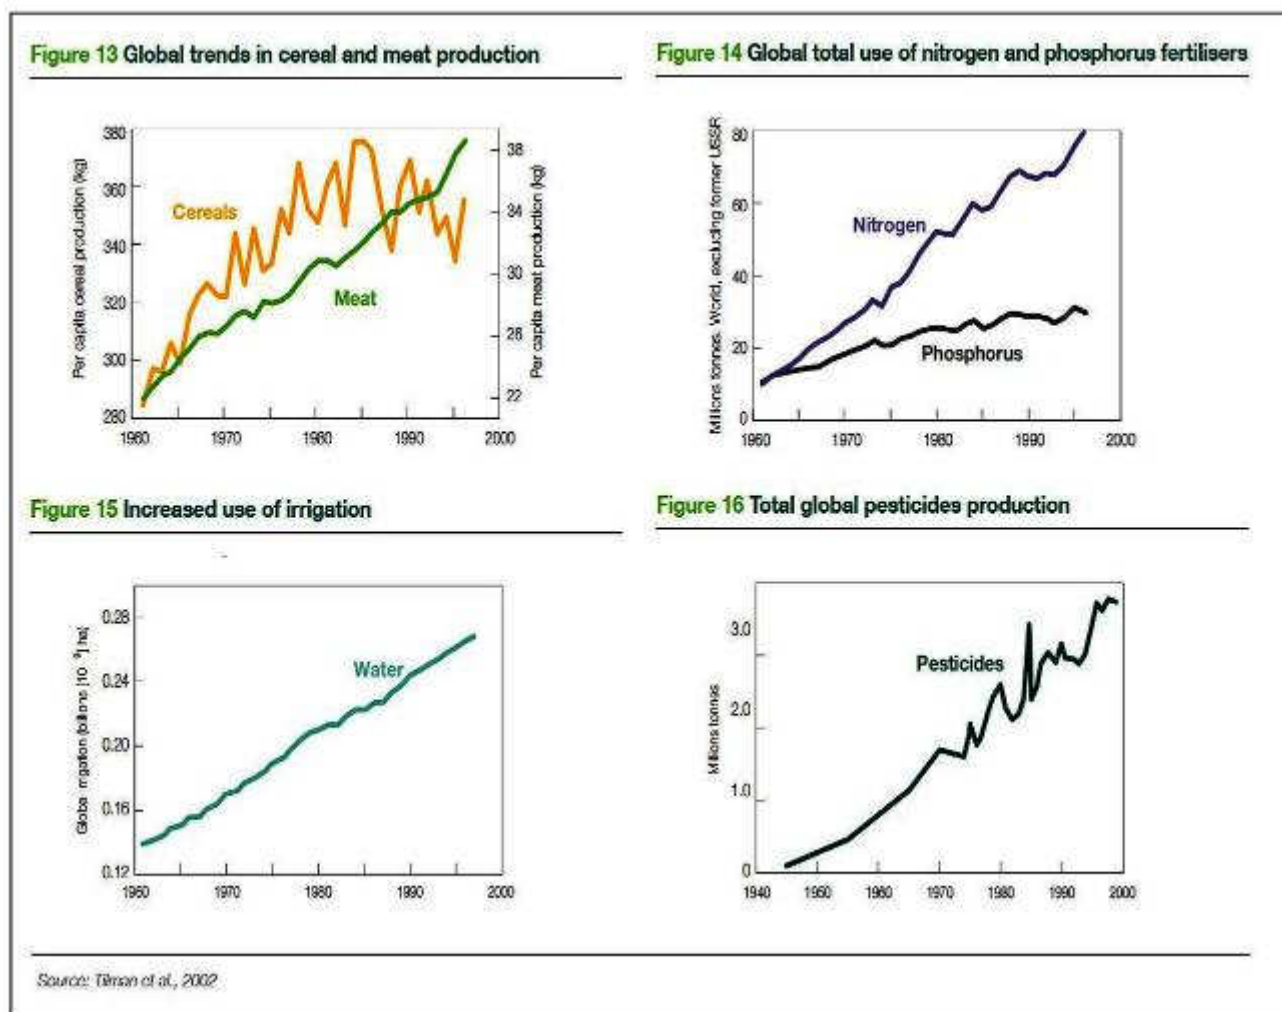 Figure 13 Global trends in cereal and meat production
380
360
340
320
300
280
Per capita cereal production (kg)
Cereals
Meat
38
34
30
26
22
Per capita meat production (kg)
1960 1970 1980 1990 2000
Figure 14 Global total use of nitrogen and phosphorus fertilisers
80
60
40
20
0
Millions tonnes. World, excluding former USSR
Nitrogen
Phosphorus
1960 1970 1980 1990 2000
Figure 15 Increased use of irrigation
0.28
0.24
0.20
0.16
0.12
Global irrigation (billions [10⁻⁹] ha)
Water
1960 1970 1980 1990 2000
Figure 16 Total global pesticides production
3.0
2.0
1.0
0
Millions tonnes
Pesticides
1940 1950 1960 1970 1980 1990 2000
Source: Tilman et al., 2002